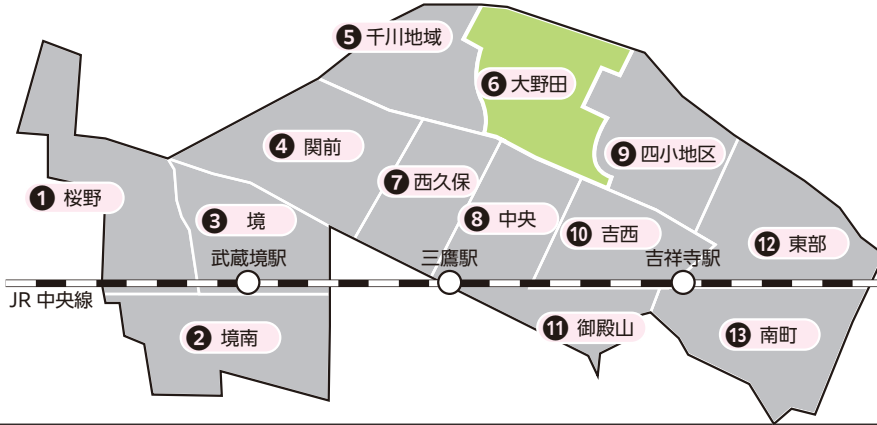 ❺ 千川地域
❻ 大野田
❹ 関前
❾ 四小地区
❼ 西久保
❶ 桜野
❸ 境
❽ 中央
❿ 吉西
⓬ 東部
武蔵境駅
三鷹駅
吉祥寺駅
JR 中央線
⓫ 御殿山
❷ 境南
⓭ 南町